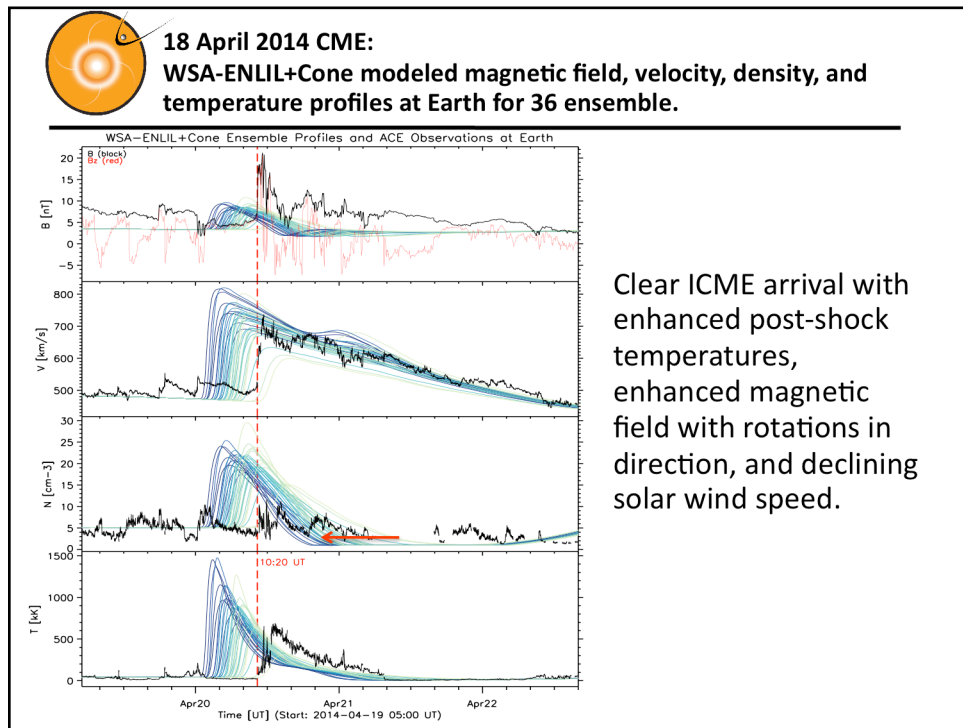 18 April 2014 CME:
WSA-ENLIL+Cone modeled magnetic field, velocity, density, and
temperature profiles at Earth for 36 ensemble.
WSA-ENLIL+Cone Ensemble Profiles and ACE Observations at Earth
B (black)
Bz (red)
B [nT]
20
15
10
5
0
-5
V [km/s]
800
700
600
500
N [cm-3]
30
25
20
15
10
5
0
10:20 UT
T [kK]
1500
1000
500
0
Apr20
Apr21
Apr22
Time [UT] (Start: 2014-04-19 05:00 UT)
Clear ICME arrival with
enhanced post-shock
temperatures,
enhanced magnetic
field with rotations in
direction, and declining
solar wind speed.